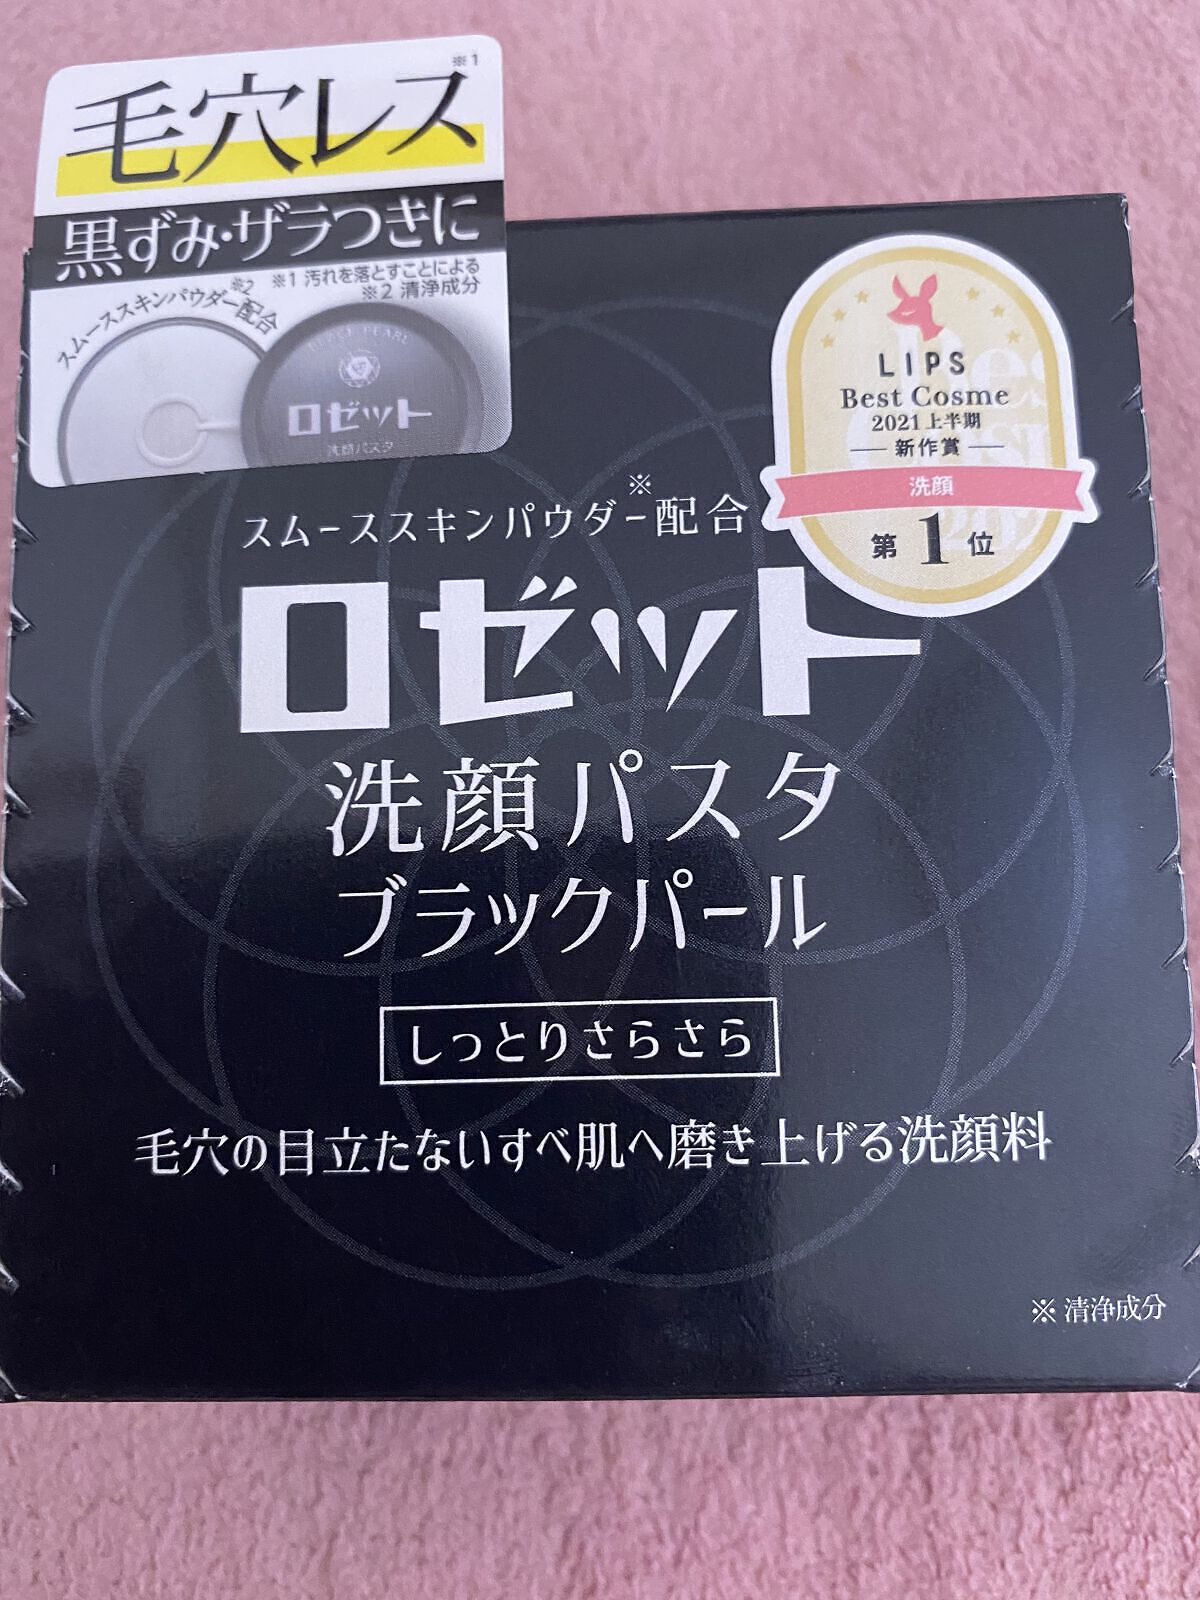 毛穴レス※1
黒ずみ・ザラつきに
※1 汚れを落とすことによる
※2 清浄成分
スムーススキンパウダー※2配合
BLACK PEARL
ロゼット
洗顔パスタ
LIPS
Best Cosme
2021上半期
新作賞
洗顔
第1位
スムーススキンパウダー※配合
ロゼット
洗顔パスタ
ブラックパール
しっとりさらさら
毛穴の目立たないすべ肌へ磨き上げる洗顔料
※ 清浄成分